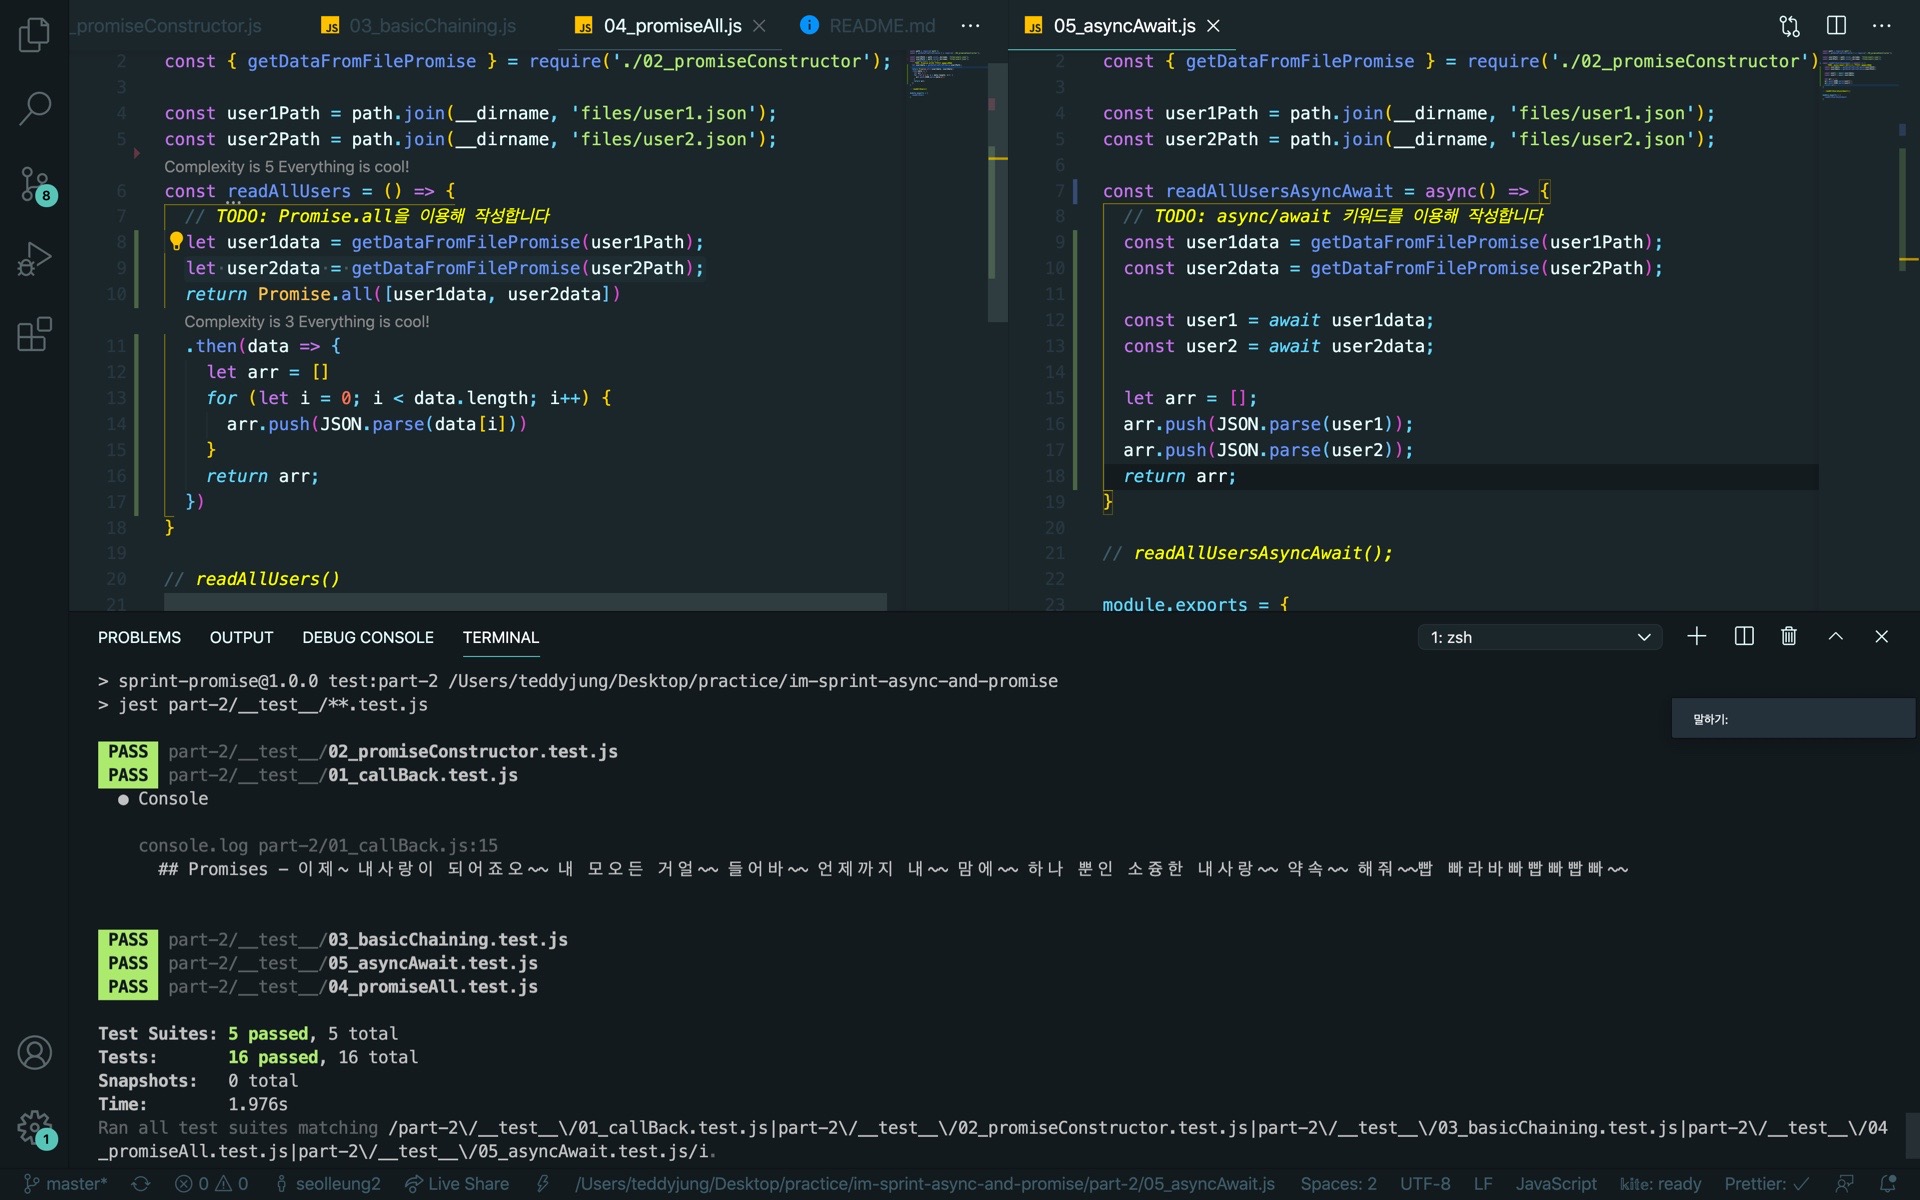 _promiseConstructor.js
JS 03_basicChaining.js
JS 04_promiseAll.js
README.md
JS 05_asyncAwait.js
2 const { getDataFromFilePromise } = require('./02_promiseConstructor');
3
4 const user1Path = path.join(__dirname, 'files/user1.json');
5 const user2Path = path.join(__dirname, 'files/user2.json');
Complexity is 5 Everything is cool!
6 const readAllUsers = () => {
7 // TODO: Promise.all을 이용해 작성합니다
8 let user1data = getDataFromFilePromise(user1Path);
9 let user2data = getDataFromFilePromise(user2Path);
10 return Promise.all([user1data, user2data])
Complexity is 3 Everything is cool!
11 .then(data => {
12 let arr = []
13 for (let i = 0; i < data.length; i++) {
14 arr.push(JSON.parse(data[i]))
15 }
16 return arr;
17 })
18 }
19
20 // readAllUsers()
21
2 const { getDataFromFilePromise } = require('./02_promiseConstructor')
3
4 const user1Path = path.join(__dirname, 'files/user1.json');
5 const user2Path = path.join(__dirname, 'files/user2.json');
6
7 const readAllUsersAsyncAwait = async() => {
8 // TODO: async/await 키워드를 이용해 작성합니다
9 const user1data = getDataFromFilePromise(user1Path);
10 const user2data = getDataFromFilePromise(user2Path);
11
12 const user1 = await user1data;
13 const user2 = await user2data;
14
15 let arr = [];
16 arr.push(JSON.parse(user1));
17 arr.push(JSON.parse(user2));
18 return arr;
19 }
20
21 // readAllUsersAsyncAwait();
22
23 module.exports = {
PROBLEMS OUTPUT DEBUG CONSOLE TERMINAL
1: zsh
> sprint-promise@1.0.0 test:part-2 /Users/teddyjung/Desktop/practice/im-sprint-async-and-promise
> jest part-2/__test__/**.test.js
말하기:
PASS part-2/__test__/02_promiseConstructor.test.js
PASS part-2/__test__/01_callBack.test.js
● Console
console.log part-2/01_callBack.js:15
## Promises – 이제~ 내사랑이 되어죠오~~ 내 모오든 거얼~~ 들어바~~ 언제까지 내~~ 맘에~~ 하나 뿐인 소중한 내사랑~~ 약속~~ 해줘~~빱 빠라바빠빱빠빱빠~~
PASS part-2/__test__/03_basicChaining.test.js
PASS part-2/__test__/05_asyncAwait.test.js
PASS part-2/__test__/04_promiseAll.test.js
Test Suites: 5 passed, 5 total
Tests: 16 passed, 16 total
Snapshots: 0 total
Time: 1.976s
Ran all test suites matching /part-2\/__test__\/01_callBack.test.js|part-2\/__test__\/02_promiseConstructor.test.js|part-2\/__test__\/03_basicChaining.test.js|part-2\/__test__\/04
_promiseAll.test.js|part-2\/__test__\/05_asyncAwait.test.js/i.
8
1
master* 0 0 seolleung2 Live Share /Users/teddyjung/Desktop/practice/im-sprint-async-and-promise/part-2/05_asyncAwait.js Spaces: 2 UTF-8 LF JavaScript kite: ready Prettier: ✓